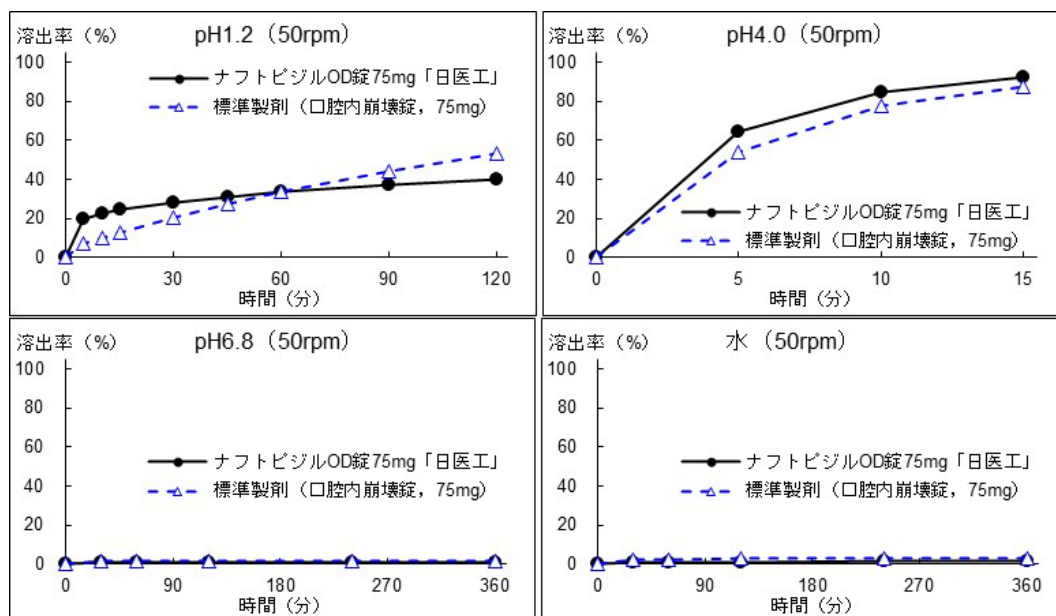 溶出率（%）
pH1.2（50rpm）
100
80
60
40
20
0
ナフトピジルOD錠75mg「日医工」
標準製剤（口腔内崩壊錠，75mg）
0 30 60 90 120
時間（分）
溶出率（%）
pH4.0（50rpm）
100
80
60
40
20
0
ナフトピジルOD錠75mg「日医工」
標準製剤（口腔内崩壊錠，75mg）
0 5 10 15
時間（分）
溶出率（%）
pH6.8（50rpm）
100
80
60
40
20
0
ナフトピジルOD錠75mg「日医工」
標準製剤（口腔内崩壊錠，75mg）
0 90 180 270 360
時間（分）
溶出率（%）
水（50rpm）
100
80
60
40
20
0
ナフトピジルOD錠75mg「日医工」
標準製剤（口腔内崩壊錠，75mg）
0 90 180 270 360
時間（分）